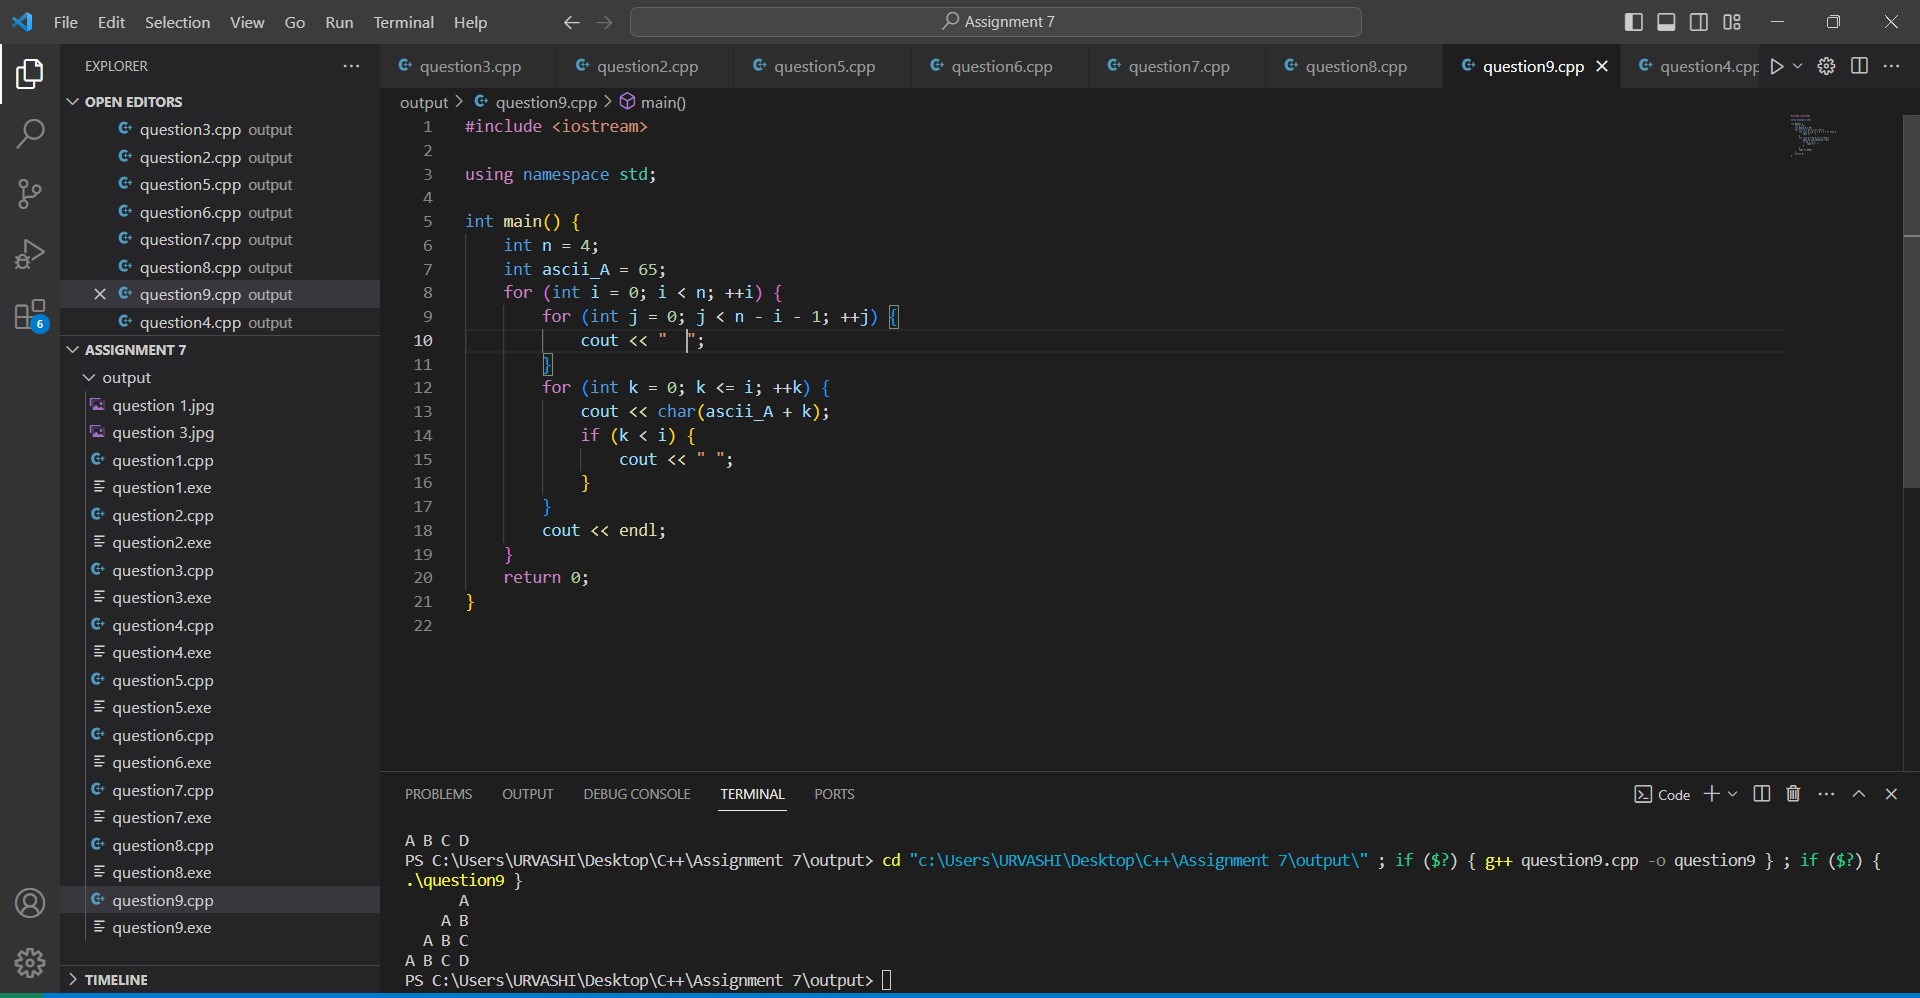 File Edit Selection View Go Run Terminal Help
Assignment 7
EXPLORER
OPEN EDITORS
question3.cpp output
question2.cpp output
question5.cpp output
question6.cpp output
question7.cpp output
question8.cpp output
question9.cpp output
question4.cpp output
ASSIGNMENT 7
output
question 1.jpg
question 3.jpg
question1.cpp
question1.exe
question2.cpp
question2.exe
question3.cpp
question3.exe
question4.cpp
question4.exe
question5.cpp
question5.exe
question6.cpp
question6.exe
question7.cpp
question7.exe
question8.cpp
question8.exe
question9.cpp
question9.exe
TIMELINE
6
question3.cpp question2.cpp question5.cpp question6.cpp question7.cpp question8.cpp question9.cpp question4.cpp
output > question9.cpp > main()
1 #include <iostream>
2
3 using namespace std;
4
5 int main() {
6     int n = 4;
7     int ascii_A = 65;
8     for (int i = 0; i < n; ++i) {
9         for (int j = 0; j < n - i - 1; ++j) {
10             cout << "  ";
11         }
12         for (int k = 0; k <= i; ++k) {
13             cout << char(ascii_A + k);
14             if (k < i) {
15                 cout << " ";
16             }
17         }
18         cout << endl;
19     }
20     return 0;
21 }
22
PROBLEMS OUTPUT DEBUG CONSOLE TERMINAL PORTS
Code
A B C D
PS C:\Users\URVASHI\Desktop\C++\Assignment 7\output> cd "c:\Users\URVASHI\Desktop\C++\Assignment 7\output\" ; if ($?) { g++ question9.cpp -o question9 } ; if ($?) {
.\question9 }
      A
    A B
  A B C
A B C D
PS C:\Users\URVASHI\Desktop\C++\Assignment 7\output>